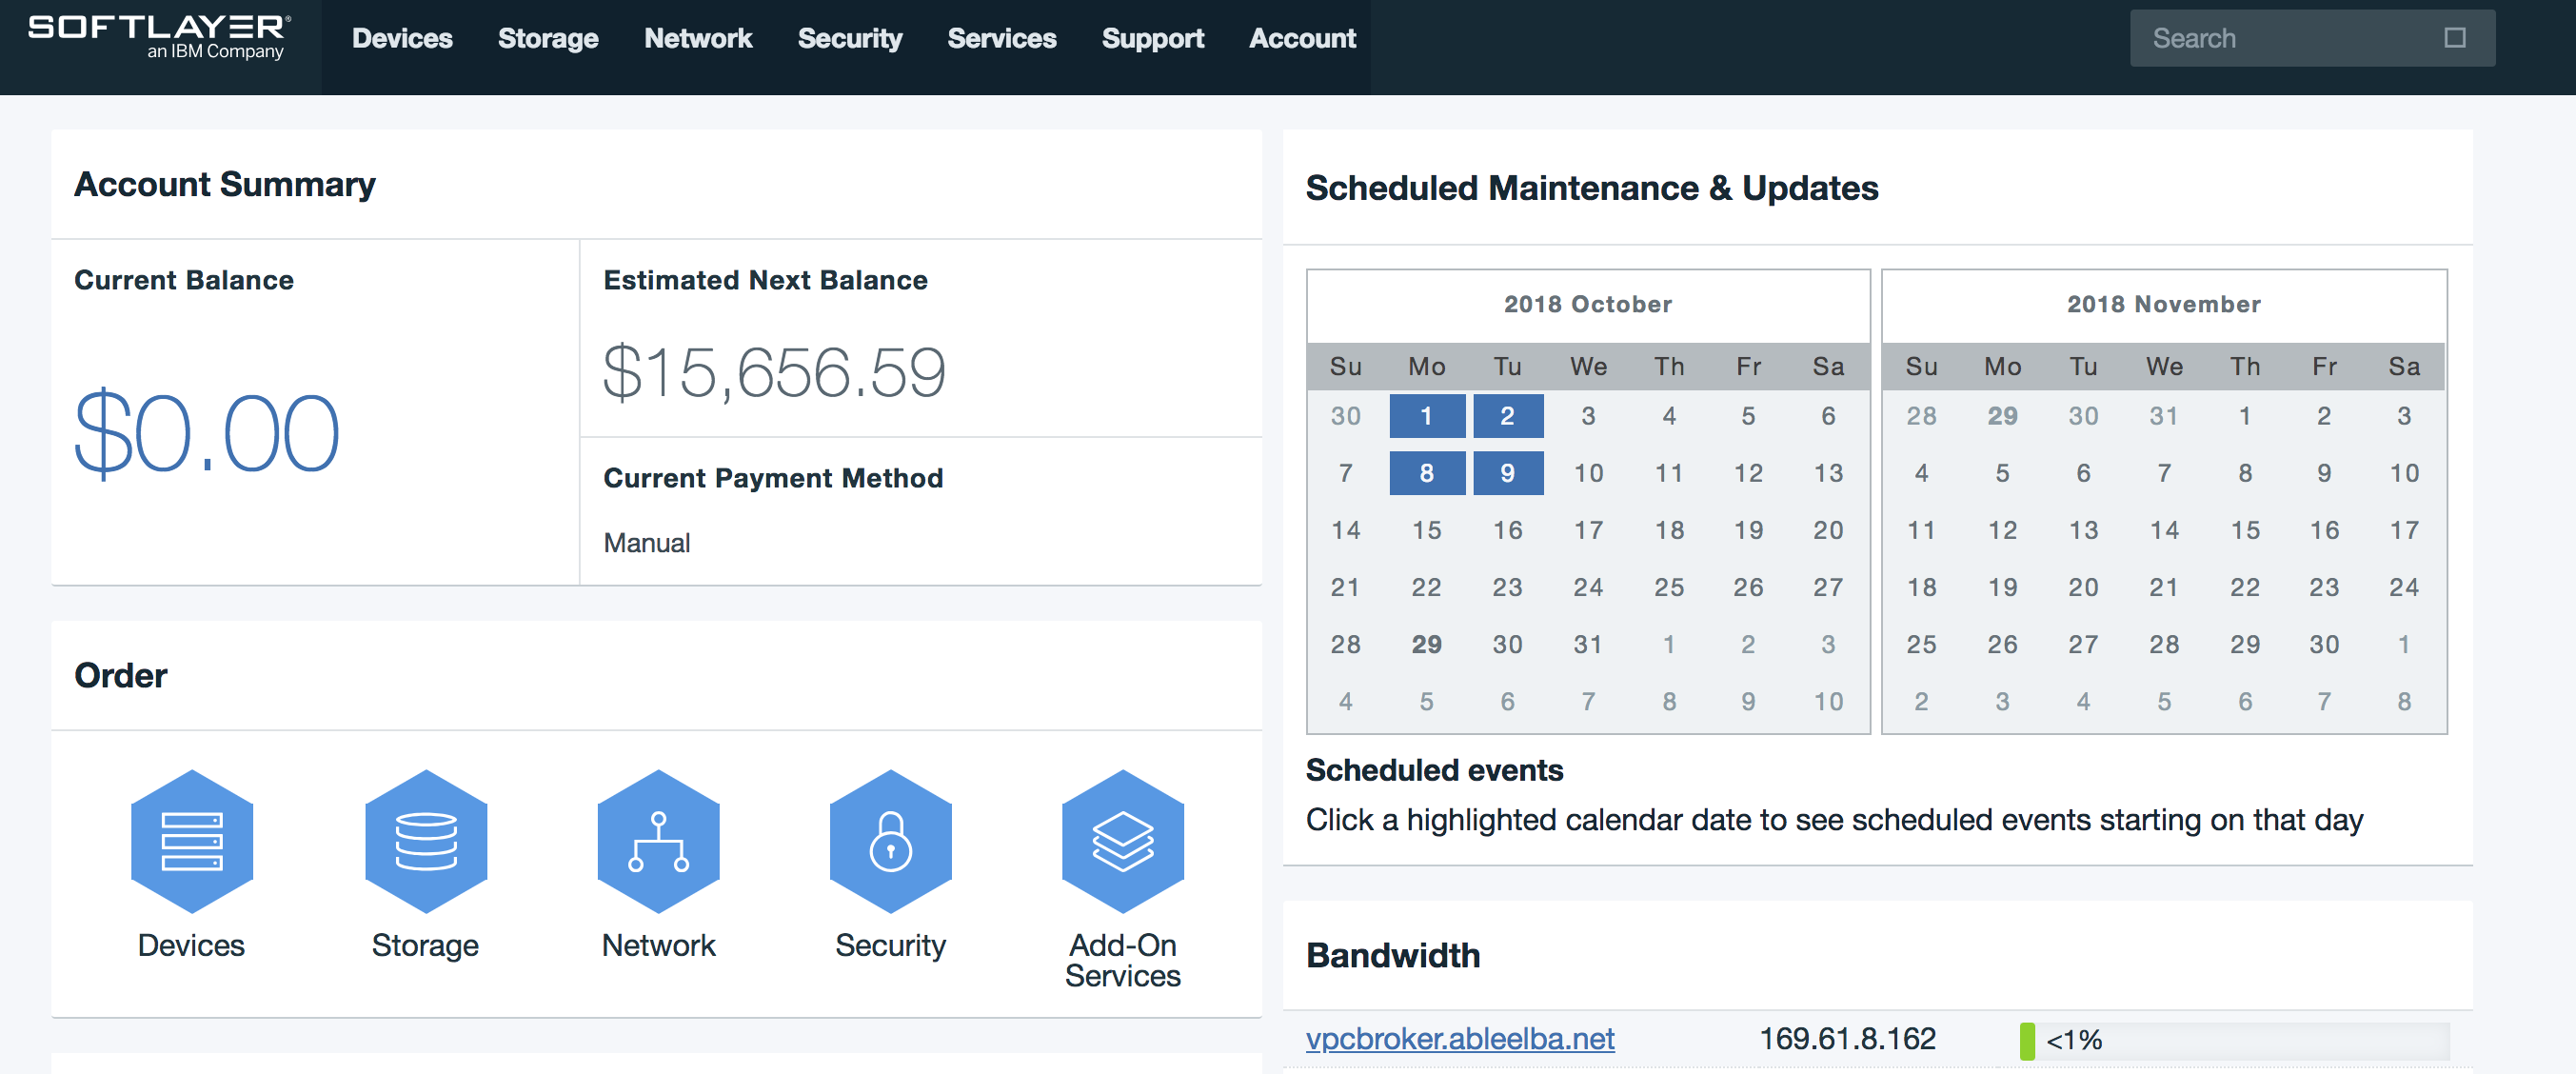 SOFTLAYER®
an IBM Company
Devices Storage Network Security Services Support Account
Search
Account Summary
Current Balance
$0.00
Estimated Next Balance
$15,656.59
Current Payment Method
Manual
Order
Devices
Storage
Network
Security
Add-On
Services
Scheduled Maintenance & Updates
2018 October
Su Mo Tu We Th Fr Sa
30 1 2 3 4 5 6
7 8 9 10 11 12 13
14 15 16 17 18 19 20
21 22 23 24 25 26 27
28 29 30 31 1 2 3
4 5 6 7 8 9 10
2018 November
Su Mo Tu We Th Fr Sa
28 29 30 31 1 2 3
4 5 6 7 8 9 10
11 12 13 14 15 16 17
18 19 20 21 22 23 24
25 26 27 28 29 30 1
2 3 4 5 6 7 8
Scheduled events
Click a highlighted calendar date to see scheduled events starting on that day
Bandwidth
vpcbroker.ableelba.net 169.61.8.162 <1%